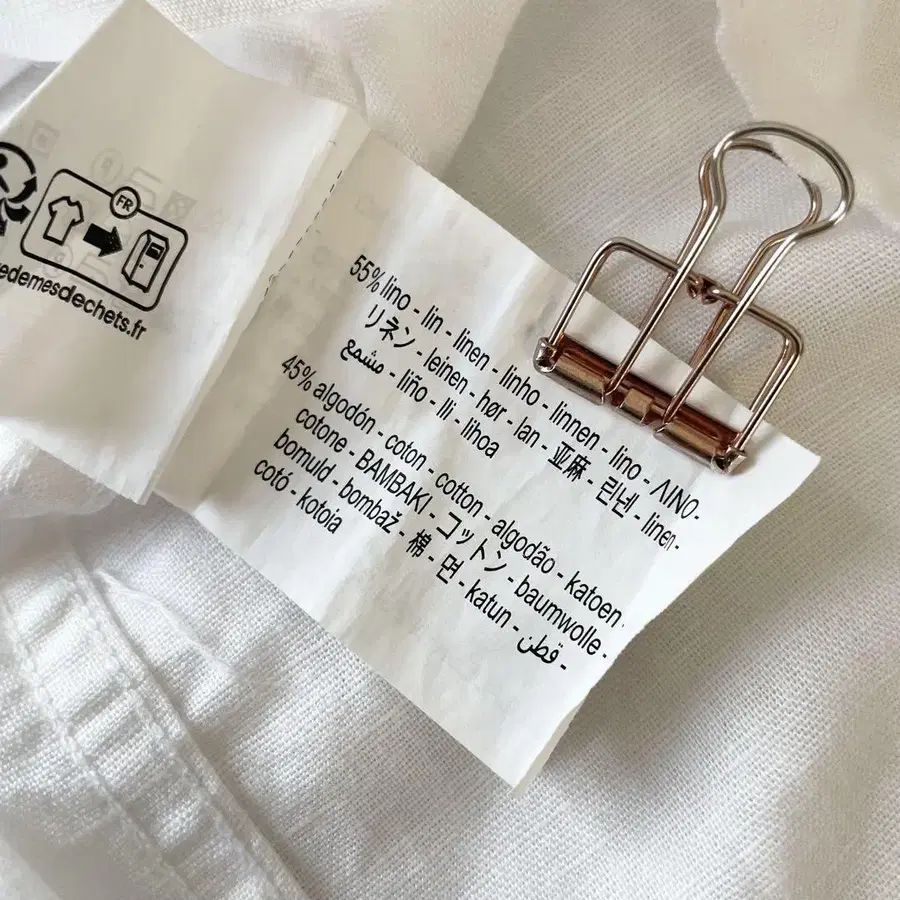 FR
edemesdechets.fr
55% lino - lin - linen - linho - linnen - lino - ΛΙΝΟ -
リネン - leinen - hør - lan - 亚麻 - 린넨 - linen -
مشمع - liño - lli - lihoa
45% algodón - coton - cotton - algodão - katoen
cotone - BAMBAKI - コットン - baumwolle -
bomuld - bombaž - 棉 - 면 - katun - قطن -
cotó - kotoia